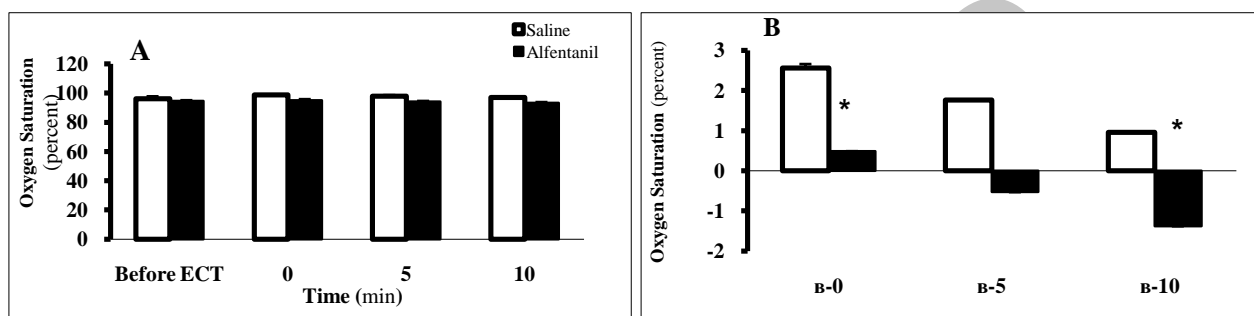 A
Saline
Alfentanil
Oxygen Saturation
(percent)
120
100
80
60
40
20
0
Before ECT 0 5 10
Time (min)
B
Oxygen Saturation (percent)
3
2
1
0
-1
-2
*
*
B-0 B-5 B-10